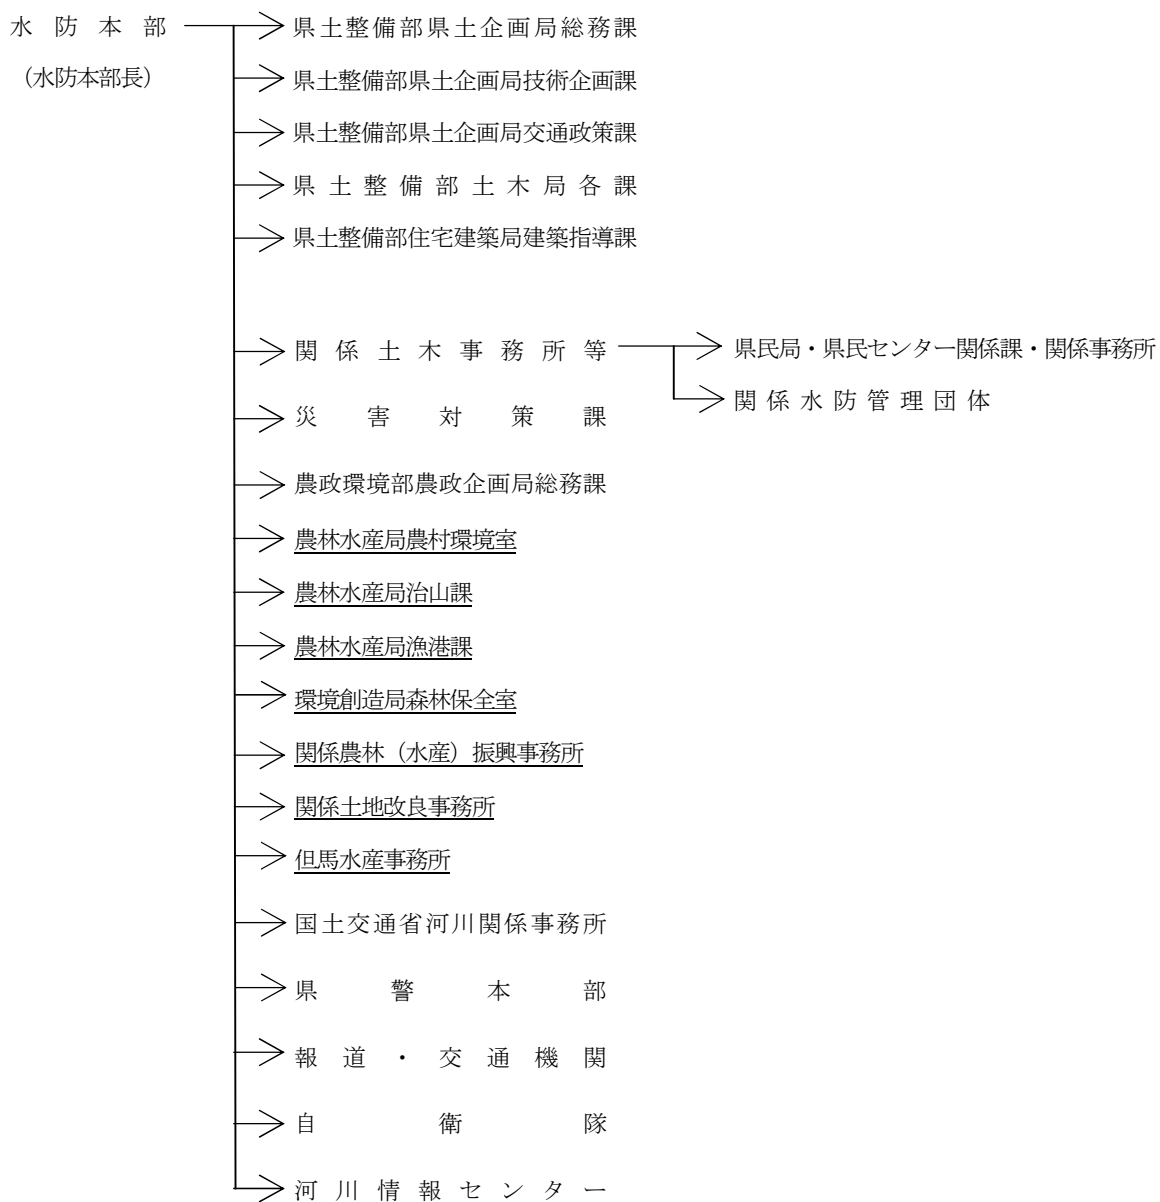 水防本部
（水防本部長）
県土整備部県土企画局総務課
県土整備部県土企画局技術企画課
県土整備部県土企画局交通政策課
県土整備部土木局各課
県土整備部住宅建築局建築指導課
関係土木事務所等
県民局・県民センター関係課・関係事務所
関係水防管理団体
災害対策課
農政環境部農政企画局総務課
農林水産局農村環境室
農林水産局治山課
農林水産局漁港課
環境創造局森林保全室
関係農林（水産）振興事務所
関係土地改良事務所
但馬水産事務所
国土交通省河川関係事務所
県警本部
報道・交通機関
自衛隊
河川情報センター